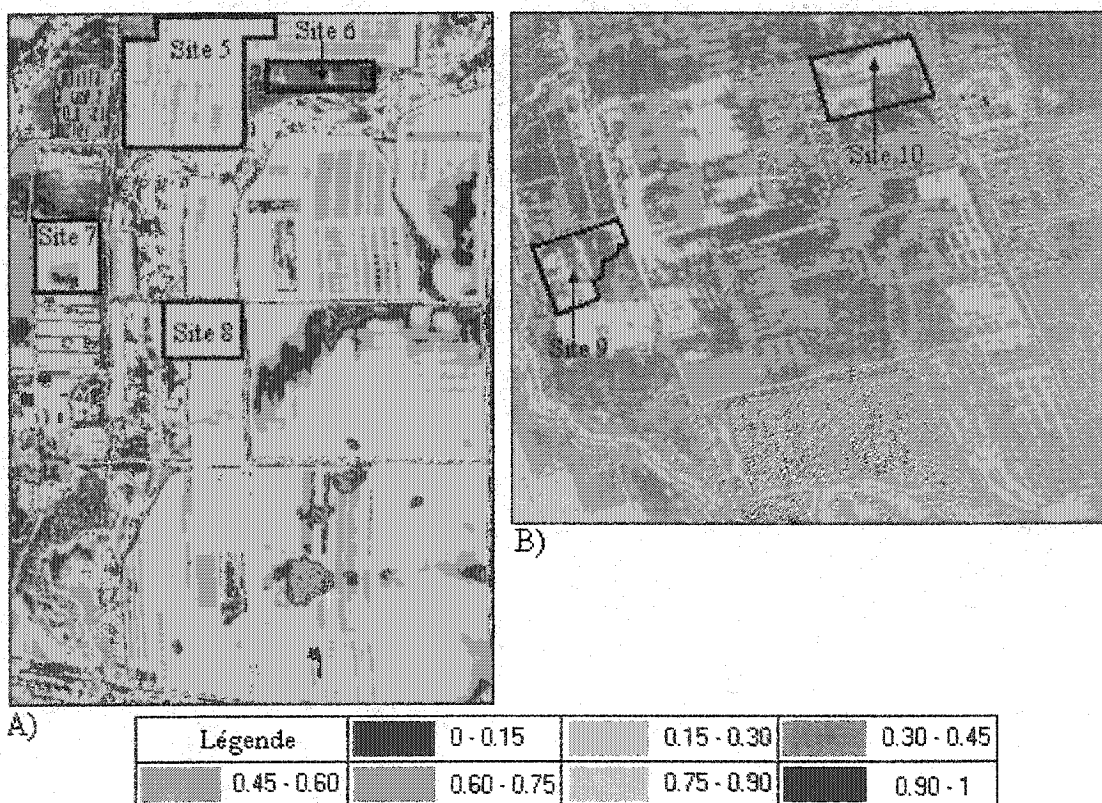 Site 5
Site 6
Site 7
Site 8
Site 10
Site 9
A)
B)
Légende
0 - 0.15
0.15 - 0.30
0.30 - 0.45
0.45 - 0.60
0.60 - 0.75
0.75 - 0.90
0.90 - 1